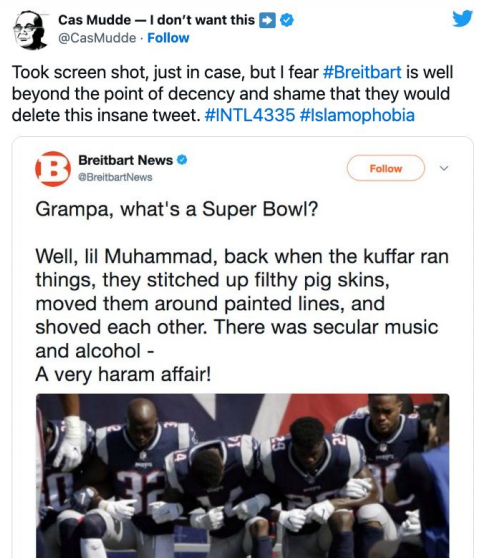 Cas Mudde — I don't want this ➡️
@CasMudde · Follow
Took screen shot, just in case, but I fear #Breitbart is well
beyond the point of decency and shame that they would
delete this insane tweet. #INTL4335 #Islamophobia
B
Breitbart News
@BreitbartNews
Follow
Grampa, what's a Super Bowl?
Well, lil Muhammad, back when the kuffar ran
things, they stitched up filthy pig skins,
moved them around painted lines, and
shoved each other. There was secular music
and alcohol -
A very haram affair!
32
29